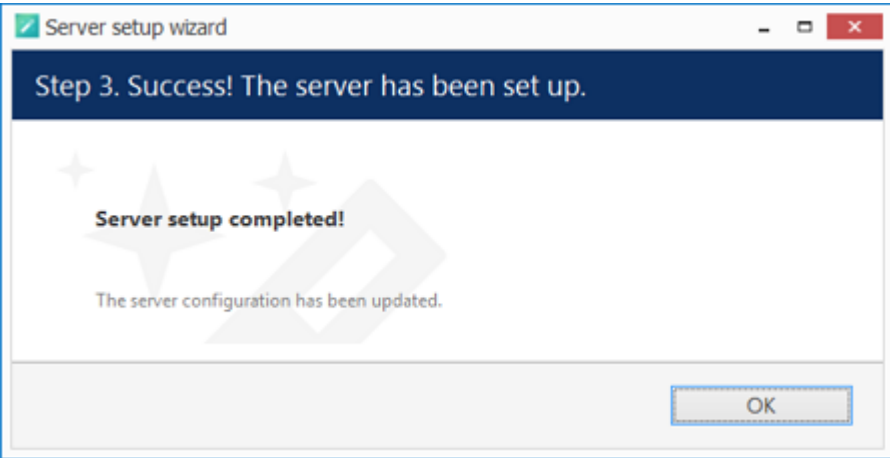 Server setup wizard
Step 3. Success! The server has been set up.
Server setup completed!
The server configuration has been updated.
OK